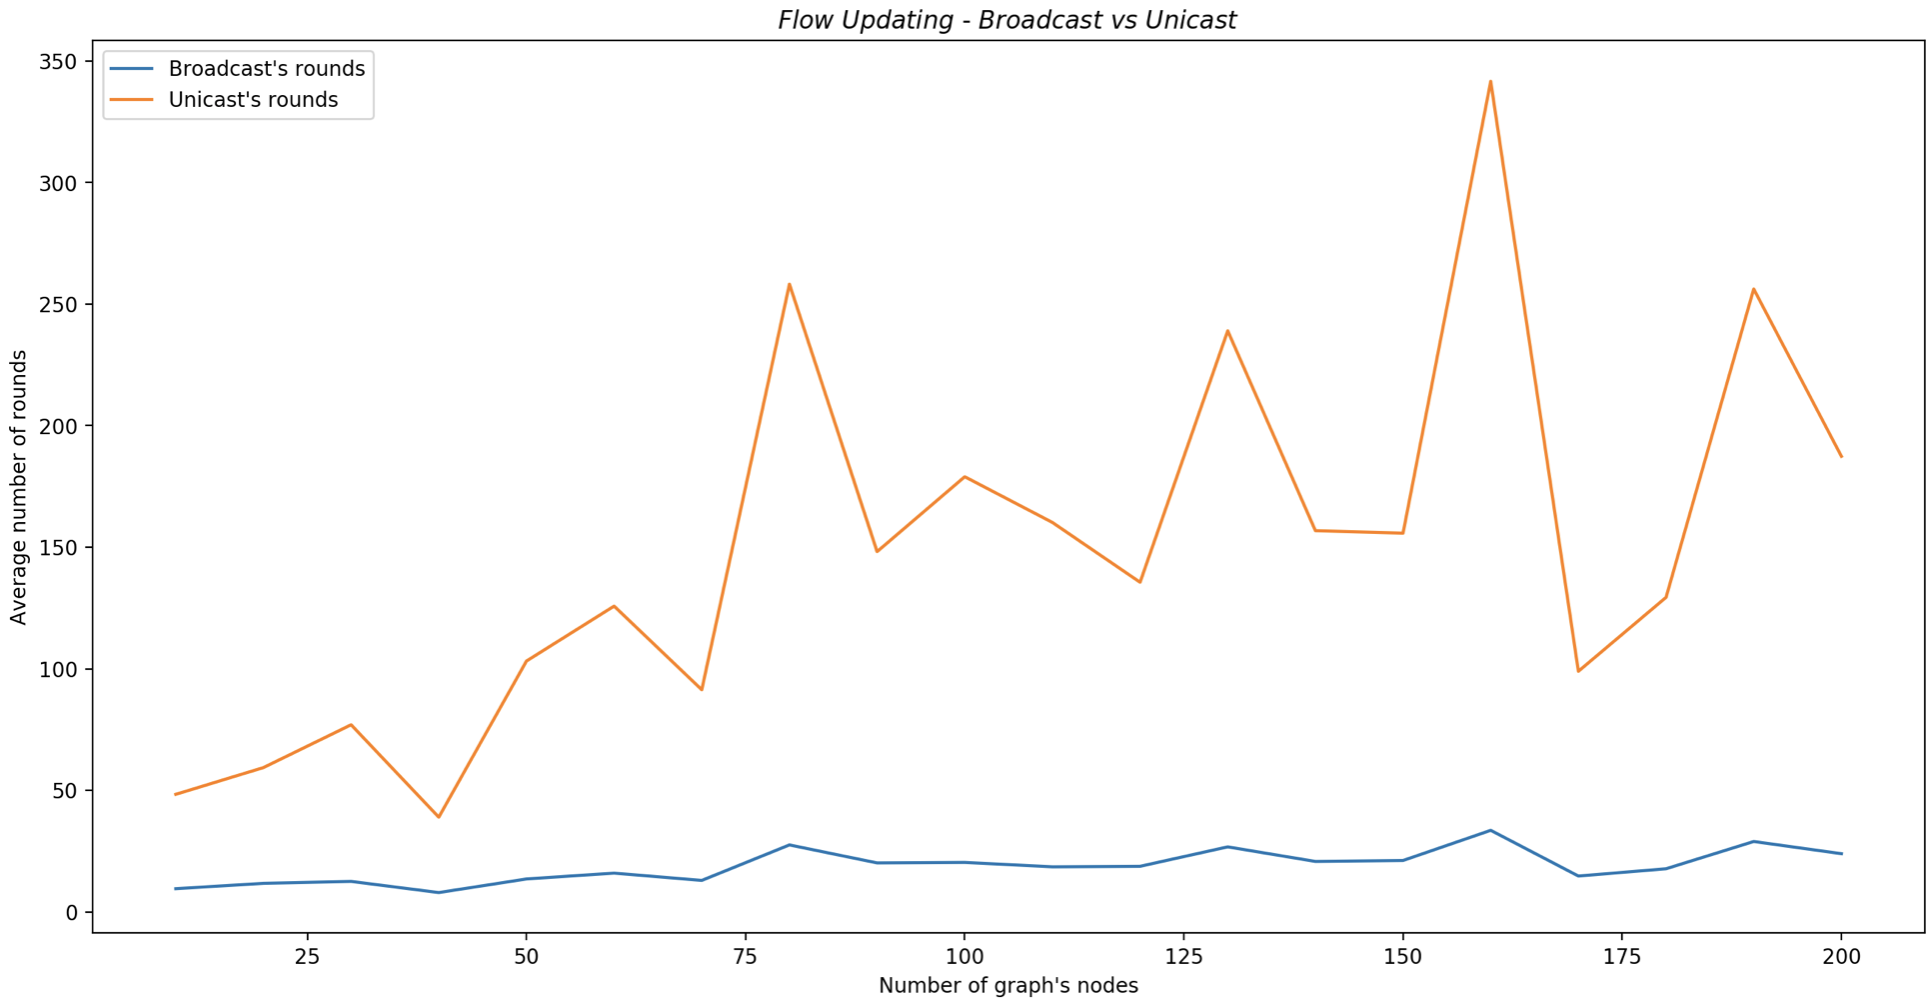 Flow Updating - Broadcast vs Unicast
Broadcast's rounds
Unicast's rounds
350
300
250
200
150
100
50
0
Average number of rounds
25 50 75 100 125 150 175 200
Number of graph's nodes